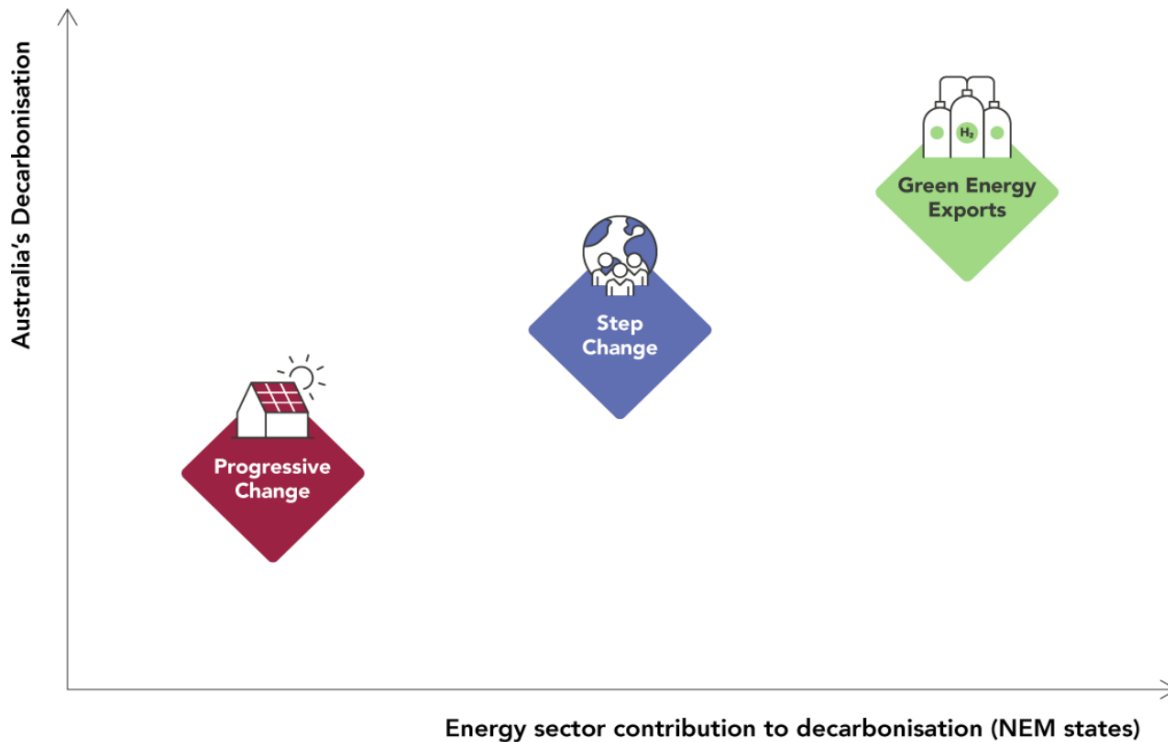 Australia's Decarbonisation
H₂
Green Energy
Exports
Step
Change
Progressive
Change
Energy sector contribution to decarbonisation (NEM states)